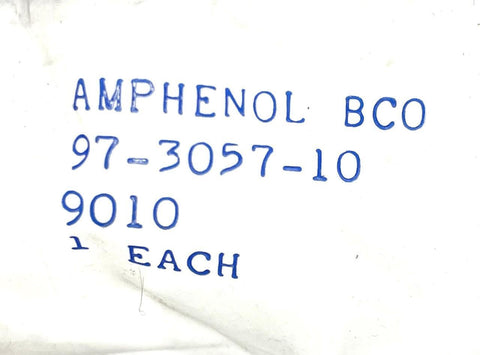 AMPHENOL BCO
97-3057-10
9010
1 EACH